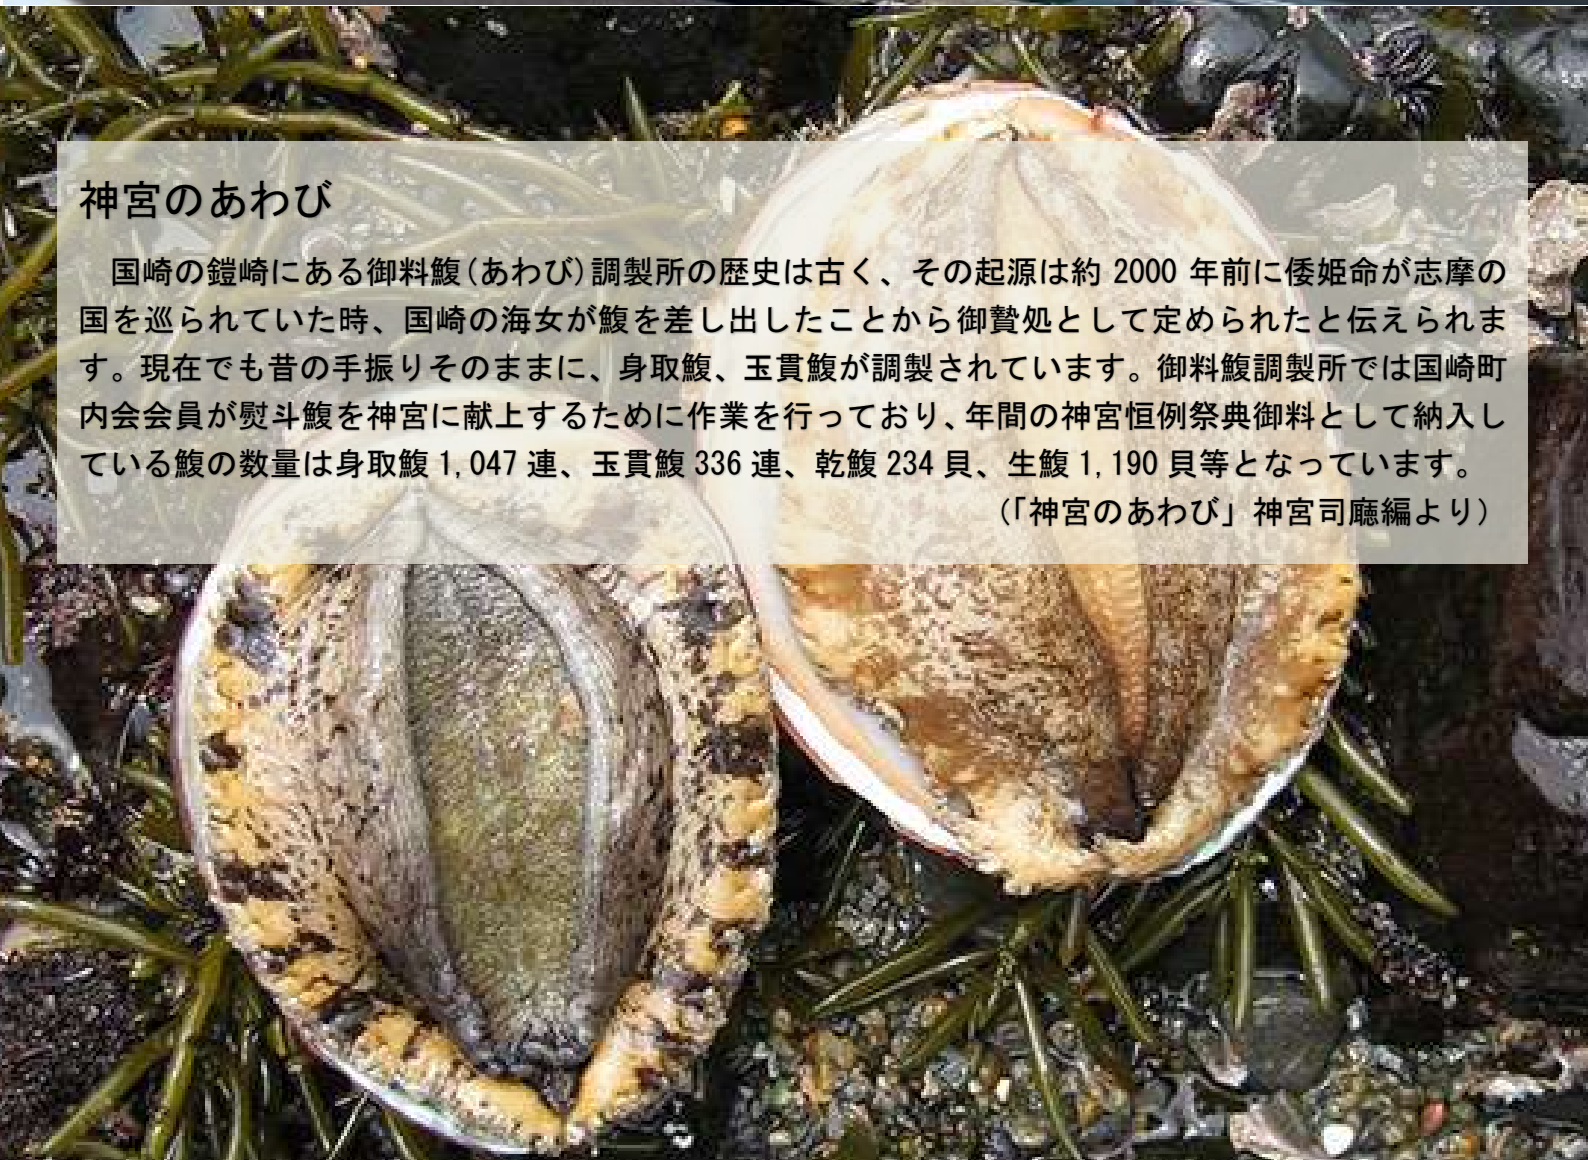 神宮のあわび
国崎の鎧崎にある御料鰒(あわび)調製所の歴史は古く、その起源は約 2000 年前に倭姫命が志摩の
国を巡られていた時、国崎の海女が鰒を差し出したことから御贄処として定められたと伝えられま
す。現在でも昔の手振りそのままに、身取鰒、玉貫鰒が調製されています。御料鰒調製所では国崎町
内会会員が熨斗鰒を神宮に献上するために作業を行っており、年間の神宮恒例祭典御料として納入し
ている鰒の数量は身取鰒 1,047 連、玉貫鰒 336 連、乾鰒 234 貝、生鰒 1,190 貝等となっています。
（「神宮のあわび」神宮司廳編より）